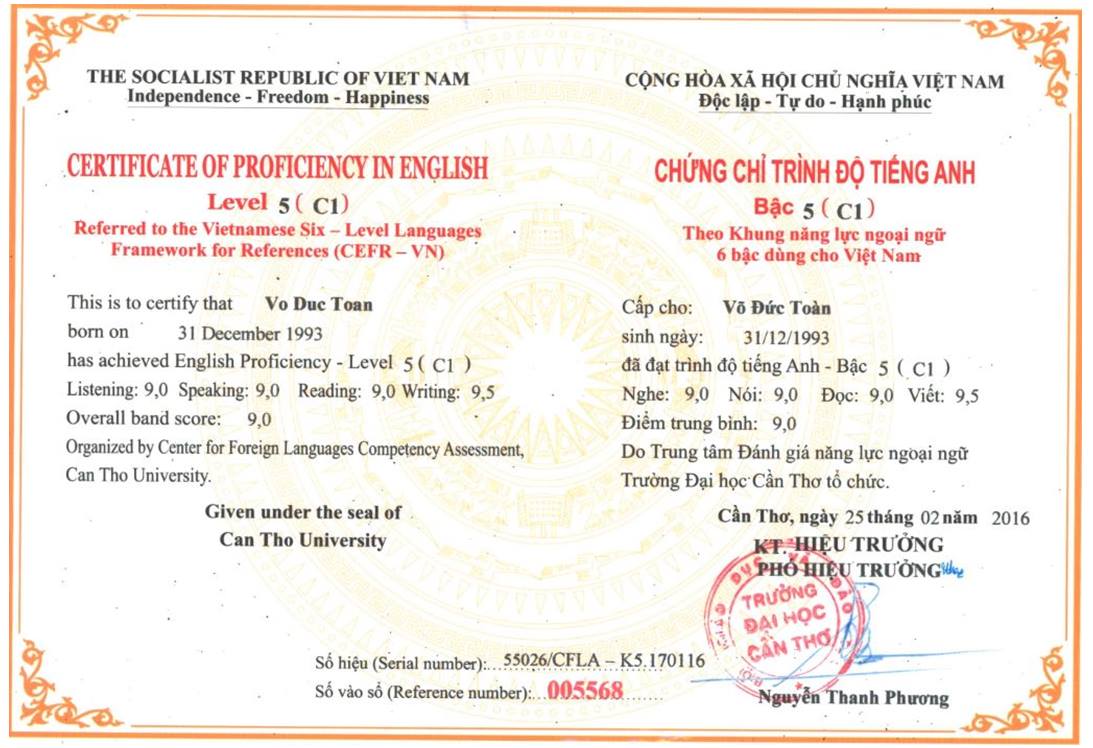 THE SOCIALIST REPUBLIC OF VIET NAM
Independence - Freedom - Happiness
CERTIFICATE OF PROFICIENCY IN ENGLISH
Level 5 ( C1 )
Referred to the Vietnamese Six – Level Languages
Framework for References (CEFR – VN)
This is to certify that Vo Duc Toan
born on 31 December 1993
has achieved English Proficiency - Level 5 ( C1 )
Listening: 9,0 Speaking: 9,0 Reading: 9,0 Writing: 9,5
Overall band score: 9,0
Organized by Center for Foreign Languages Competency Assessment,
Can Tho University.
Given under the seal of
Can Tho University
CỘNG HÒA XÃ HỘI CHỦ NGHĨA VIỆT NAM
Độc lập - Tự do - Hạnh phúc
CHỨNG CHỈ TRÌNH ĐỘ TIẾNG ANH
Bậc 5 ( C1 )
Theo Khung năng lực ngoại ngữ
6 bậc dùng cho Việt Nam
Cấp cho: Võ Đức Toàn
sinh ngày: 31/12/1993
đã đạt trình độ tiếng Anh - Bậc 5 ( C1 )
Nghe: 9,0 Nói: 9,0 Đọc: 9,0 Viết: 9,5
Điểm trung bình: 9,0
Do Trung tâm Đánh giá năng lực ngoại ngữ
Trường Đại học Cần Thơ tổ chức.
Cần Thơ, ngày 25 tháng 02 năm 2016
KT. HIỆU TRƯỞNG
PHÓ HIỆU TRƯỞNG
TRƯỜNG
ĐẠI HỌC
CẦN THƠ
Nguyễn Thanh Phương
Số hiệu (Serial number): 55026/CFLA – K5.170116
Số vào sổ (Reference number): 005568